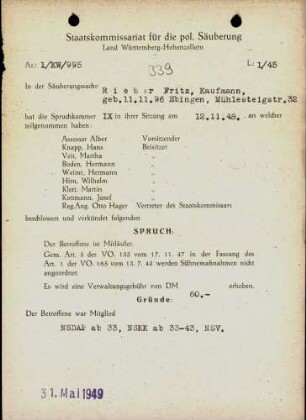 Staatskommissariat für die pol. Säuberung
Land Württemberg-Hohenzollern
Az: 1/KW/995
L: 1/45
339
In der Säuberungssache
R i e b e r Fritz, Kaufmann,
geb.11.11.96 Ebingen, Mühlesteigstr.32
hat die Spruchkammer IX in ihrer Sitzung am 12.11.48. an welcher
teilgenommen haben:
Assessor Alber Vorsitzender
Knapp, Hans Beisitzer
Veit, Martha "
Boden, Hermann "
Weimer, Hermann "
Hirn, Wilhelm "
Klett, Martin "
Kotmann, Josef "
Reg.Ang. Otto Hager Vertreter des Staatskommissars
beschlossen und verkündet folgenden
SPRUCH:
Der Betroffene ist Mitläufer.
Gem. Art. 3 der VO. 133 vom 17. 11. 47 in der Fassung des
Art. 1 der VO. 165 vom 13. 7. 48 werden Sühnemaßnahmen nicht
angeordnet.
Es wird eine Verwaltungsgebühr von DM 60.- erhoben.
Gründe:
Der Betroffene war Mitglied
NSDAP ab 33, NSKK ab 33-43, NSV.
31. Mai 1949